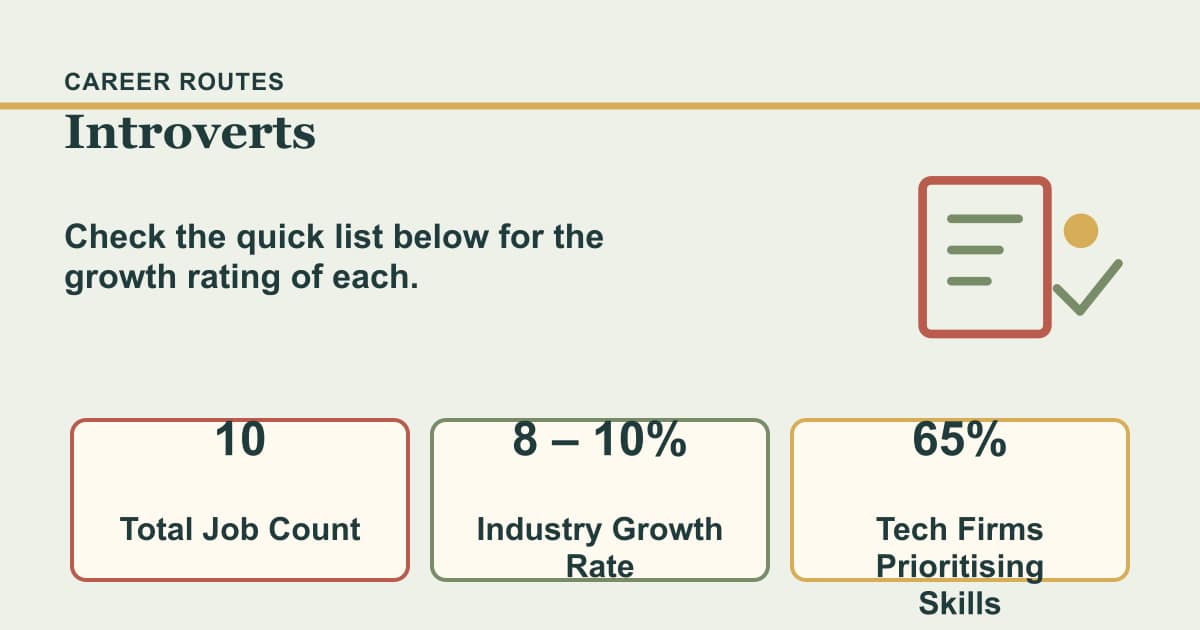 CAREER ROUTES
Introverts
Check the quick list below for the
growth rating of each.
10
Total Job Count
8 – 10%
Industry Growth
Rate
65%
Tech Firms
Prioritising
Skills